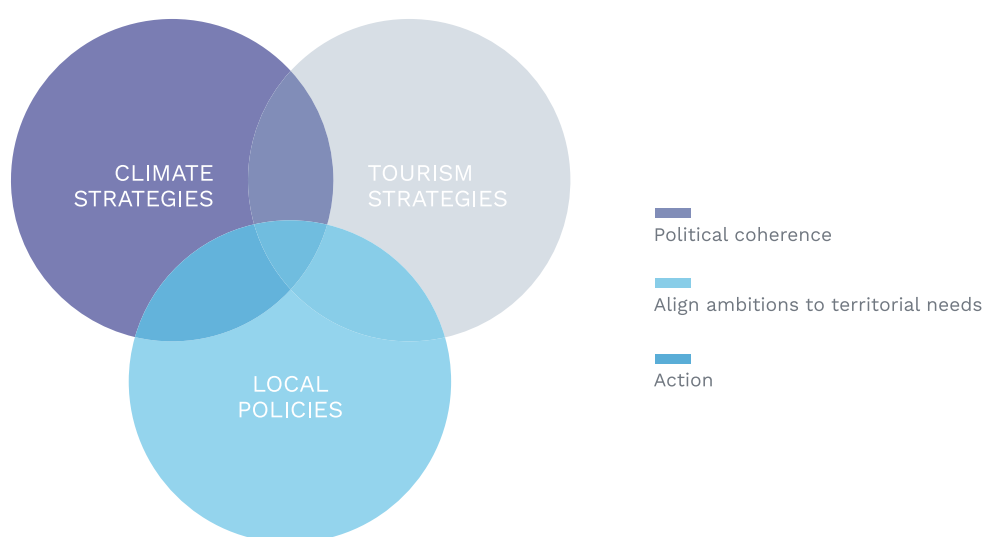 CLIMATE
STRATEGIES
TOURISM
STRATEGIES
LOCAL
POLICIES
Political coherence
Align ambitions to territorial needs
Action